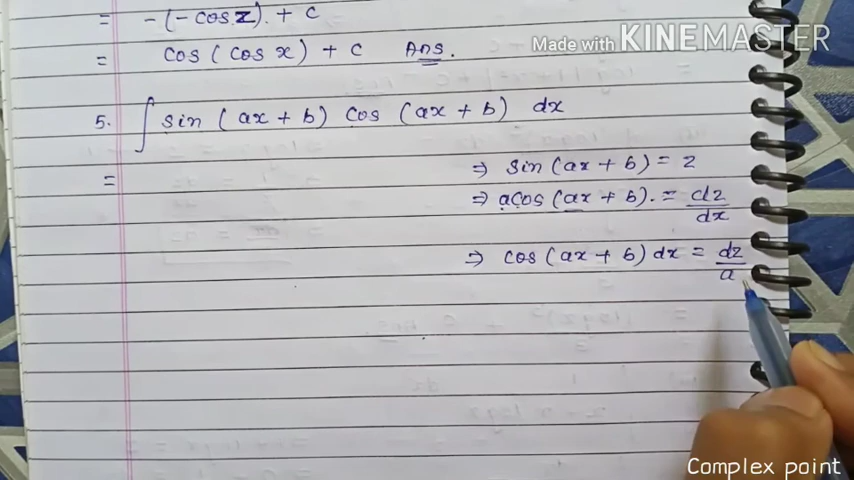 = - (- cos z) . + c
Made with KINEMASTER
= cos (cos x) + c Ans.
5. ∫ sin (ax + b) cos (ax + b) dx
⇒ sin (ax + b) = z
=
⇒ a cos (ax + b) . = dz/dx
⇒ cos (ax + b) dx = dz/a
Complex point